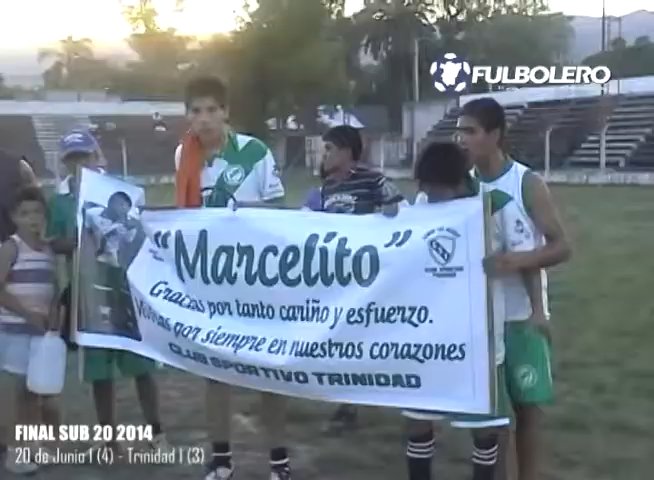 FULBOLERO
"Marcelíto"
Gracias por tanto cariño y esfuerzo.
Vivirás por siempre en nuestros corazones
CLUB SPORTIVO TRINIDAD
FINAL SUB 20 2014
20 de Junio 1 (4) - Trinidad 1 (3)